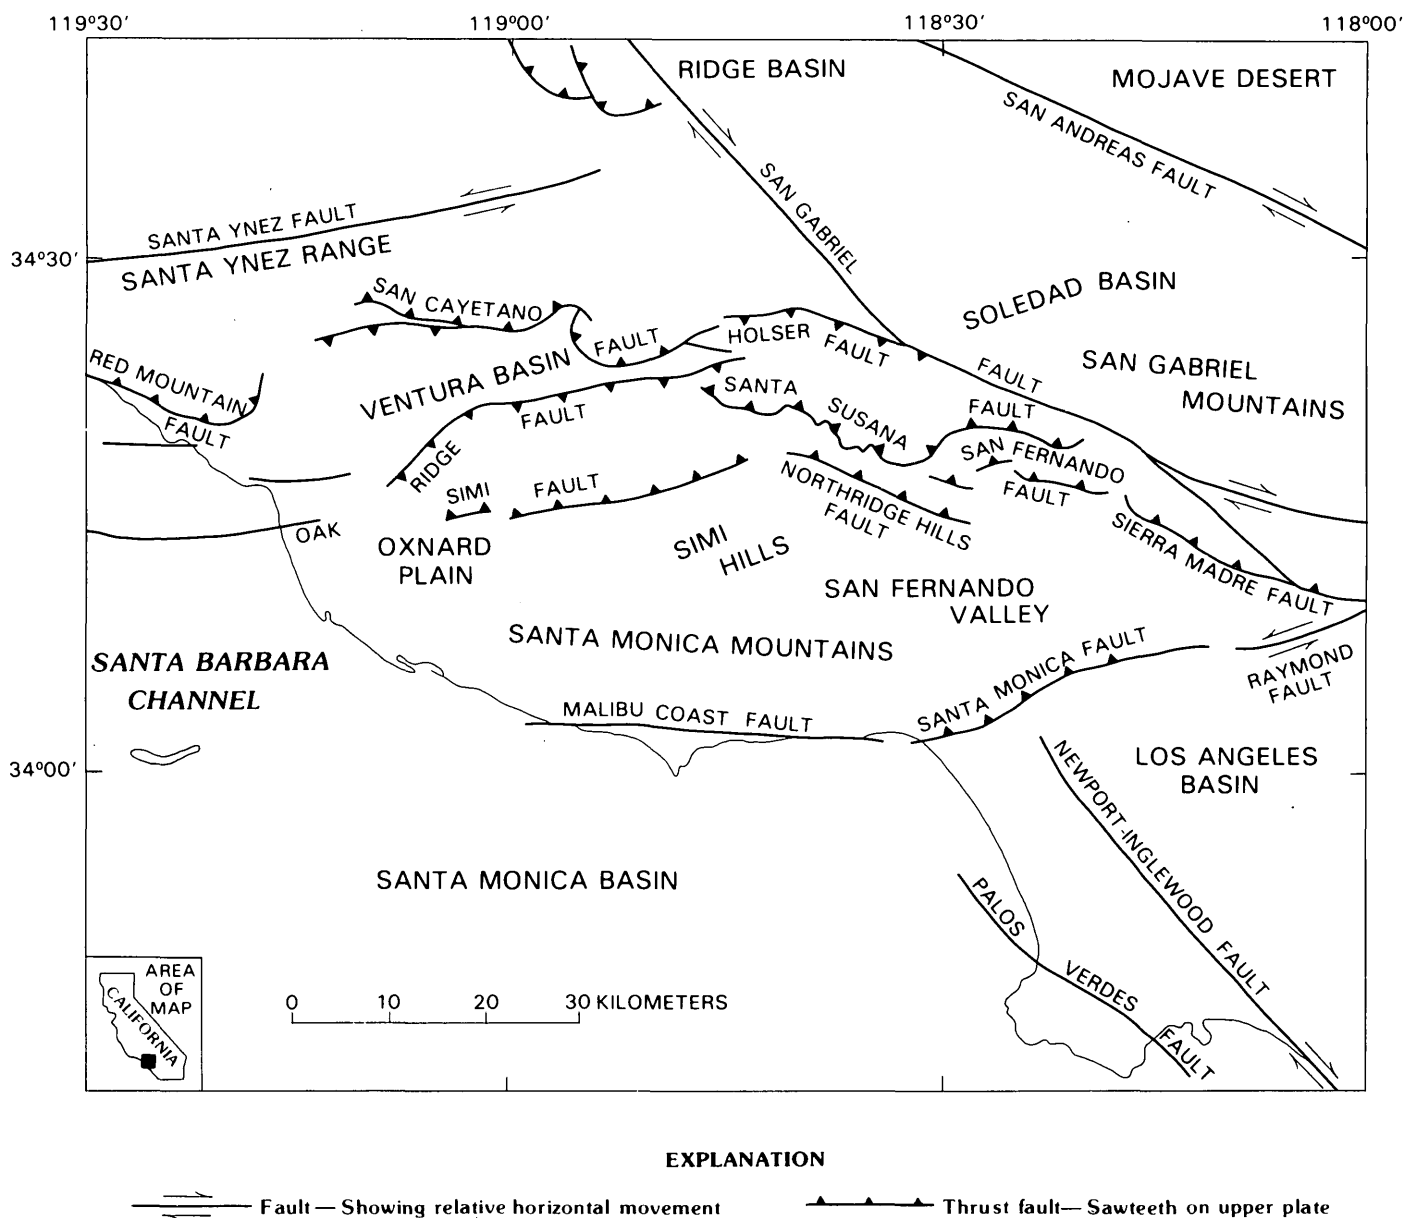 119°30' 119°00' 118°30' 118°00'
RIDGE BASIN
MOJAVE DESERT
SAN ANDREAS FAULT
SAN GABRIEL
SANTA YNEZ FAULT
34°30'
SANTA YNEZ RANGE
SOLEDAD BASIN
SAN CAYETANO
FAULT
HOLSER
FAULT
FAULT
SAN GABRIEL
MOUNTAINS
RED MOUNTAIN
FAULT
VENTURA BASIN
SANTA
SUSANA
FAULT
FAULT
RIDGE
OAK
SAN FERNANDO
FAULT
SIMI
FAULT
NORTHRIDGE HILLS
FAULT
SIERRA MADRE FAULT
OXNARD
PLAIN
SIMI
HILLS
SAN FERNANDO
VALLEY
SANTA MONICA MOUNTAINS
SANTA BARBARA
CHANNEL
SANTA MONICA FAULT
RAYMOND
FAULT
MALIBU COAST FAULT
34°00'
NEWPORT-INGLEWOOD FAULT
LOS ANGELES
BASIN
SANTA MONICA BASIN
PALOS
VERDES
FAULT
AREA
OF
MAP
CALIFORNIA
0 10 20 30 KILOMETERS
EXPLANATION
Fault—Showing relative horizontal movement
Thrust fault—Sawteeth on upper plate